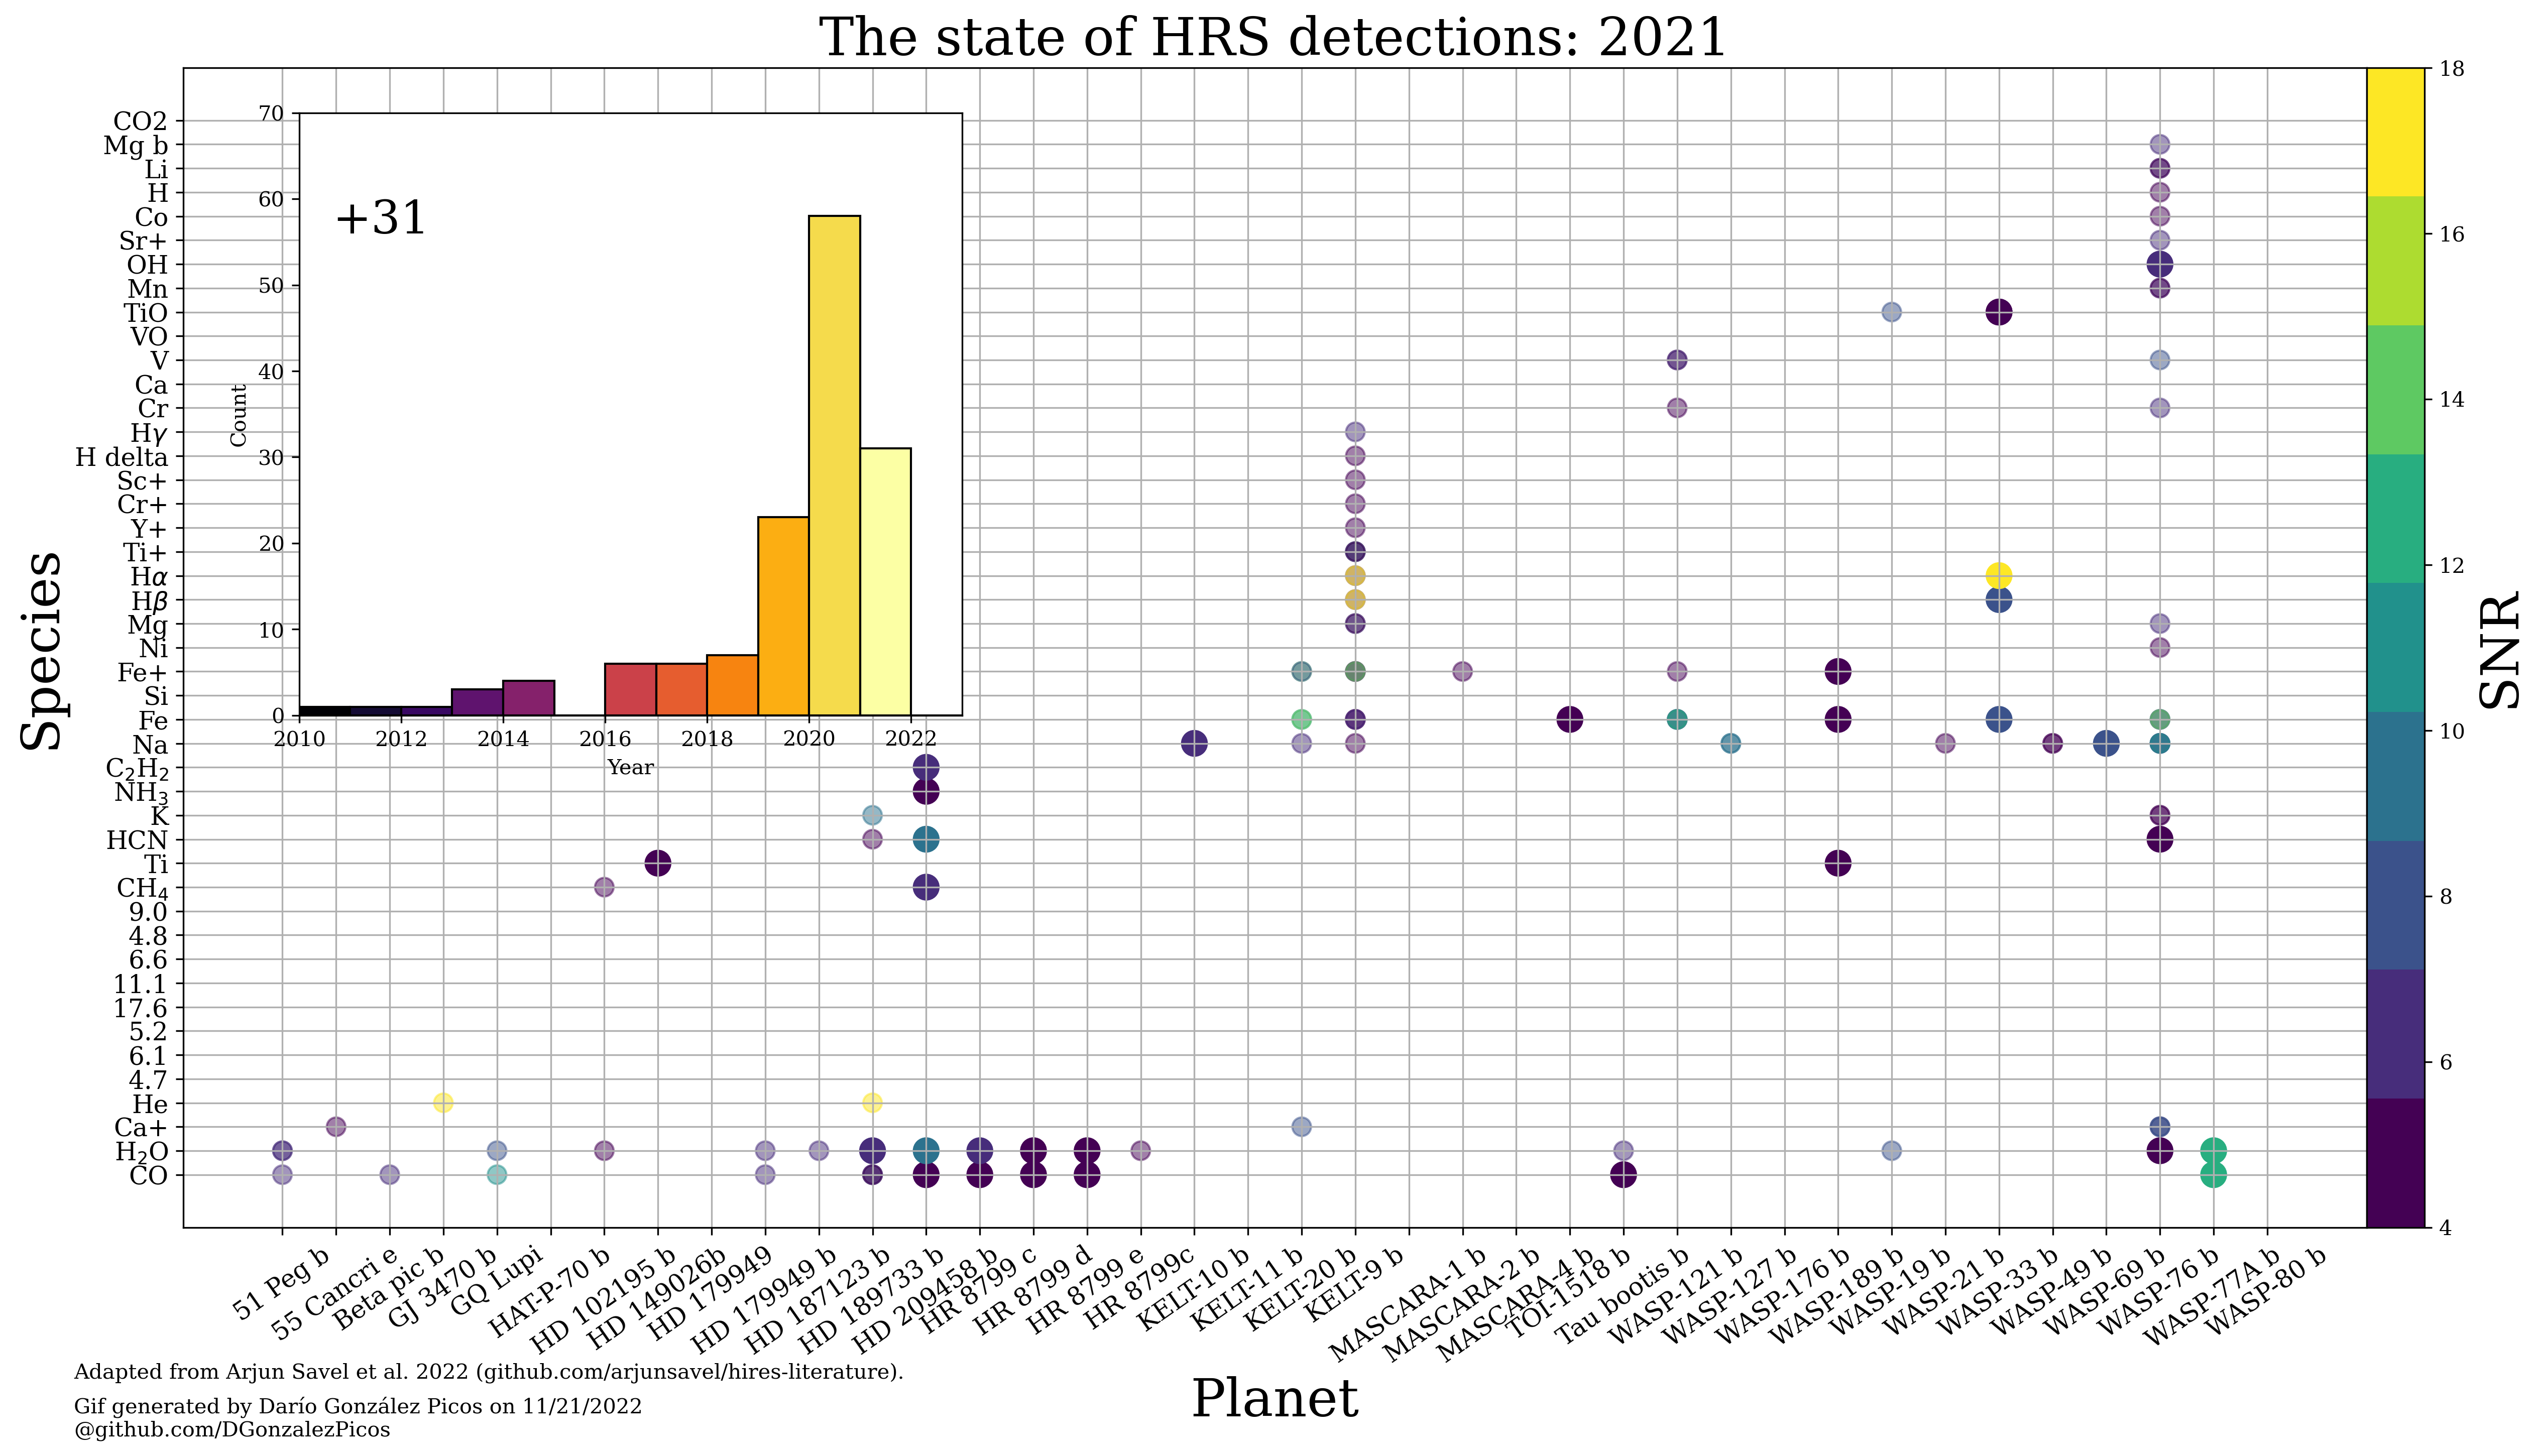 The state of HRS detections: 2021
CO2
Mg b
Li
H
Co
Sr+
OH
Mn
TiO
VO
V
Ca
Cr
Hγ
H delta
Sc+
Cr+
Y+
Ti+
Hα
Hβ
Mg
Ni
Fe+
Si
Fe
Na
C₂H₂
NH₃
K
HCN
Ti
CH₄
9.0
4.8
6.6
11.1
17.6
5.2
6.1
4.7
He
Ca+
H₂O
CO
Species
70
60
50
40
30
20
10
0
Count
+31
2010 2012 2014 2016 2018 2020 2022
Year
18
16
14
12
10
8
6
4
SNR
51 Peg b
55 Cancri e
Beta pic b
GJ 3470 b
GQ Lupi
HAT-P-70 b
HD 102195 b
HD 149026b
HD 179949
HD 179949 b
HD 187123 b
HD 189733 b
HD 209458 b
HR 8799 c
HR 8799 d
HR 8799 e
HR 8799c
KELT-10 b
KELT-11 b
KELT-20 b
KELT-9 b
MASCARA-1 b
MASCARA-2 b
MASCARA-4 b
TOI-1518 b
Tau bootis b
WASP-121 b
WASP-127 b
WASP-176 b
WASP-189 b
WASP-19 b
WASP-21 b
WASP-33 b
WASP-49 b
WASP-69 b
WASP-76 b
WASP-77A b
WASP-80 b
Planet
Adapted from Arjun Savel et al. 2022 (github.com/arjunsavel/hires-literature).
Gif generated by Darío González Picos on 11/21/2022
@github.com/DGonzalezPicos